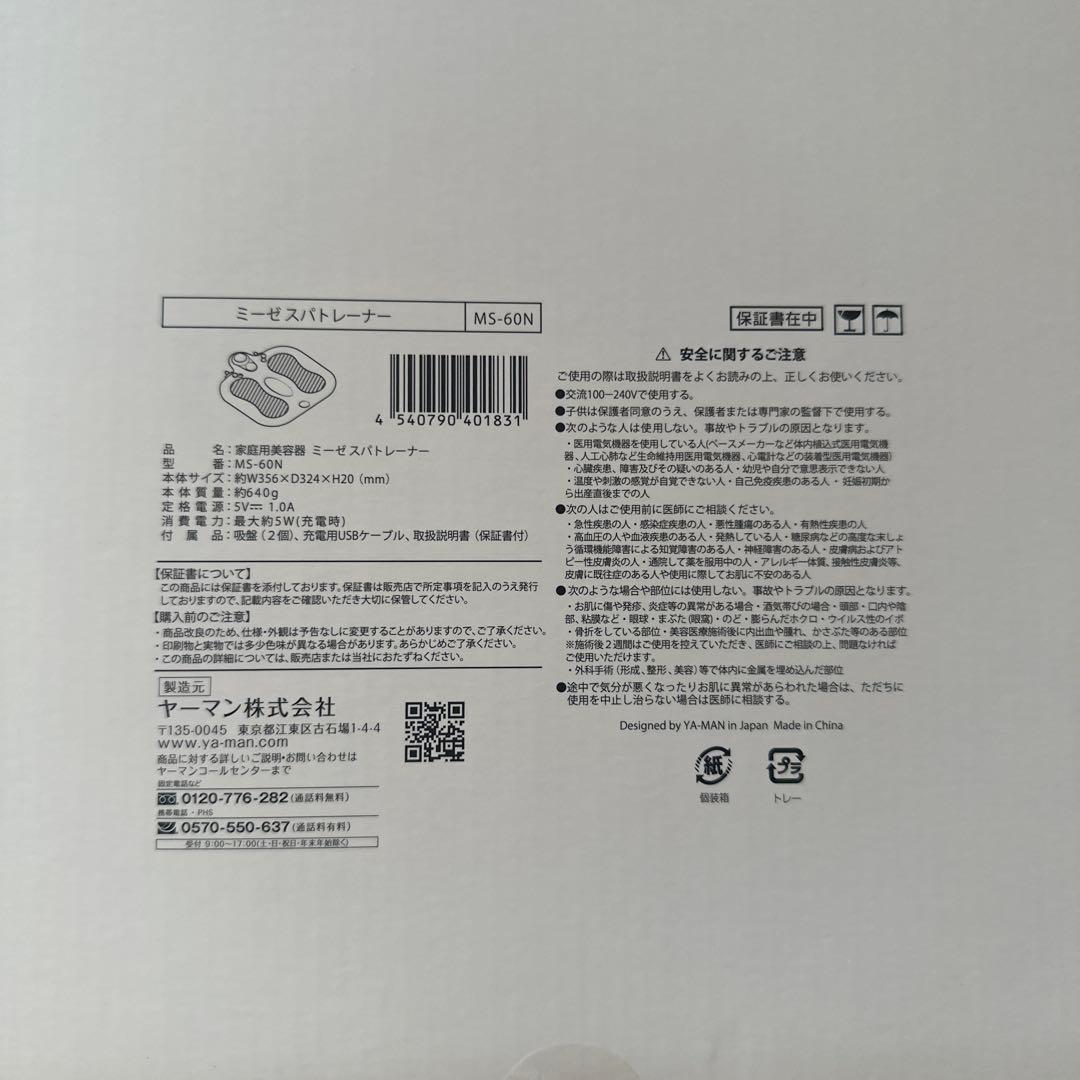 ミーゼ スパトレーナー
MS-60N
4 540790 401831
品名：家庭用美容器 ミーゼスパトレーナー
型番：MS-60N
本体サイズ：約W356×D324×H20（mm）
本体質量：約640g
定格電源：5V⎓ 1.0A
消費電力：最大約5W(充電時)
付属品：吸盤（2個）、充電用USBケーブル、取扱説明書（保証書付）
【保証書について】
この商品には保証書を添付しております。保証書は販売店で所定事項を記入のうえ発行
しておりますので、記載内容をご確認いただき大切に保管してください。
【購入前のご注意】
・商品改良のため、仕様・外観は予告なしに変更することがありますので、ご了承ください。
・印刷物と実物では多少色味が異なる場合があります。あらかじめご了承ください。
・この商品の詳細については、販売店または当社におたずねください。
製造元
ヤーマン株式会社
〒135-0045 東京都江東区古石場1-4-4
www.ya-man.com
商品に対する詳しいご説明・お問い合わせは
ヤーマンコールセンターまで
固定電話など
0120-776-282(通話料無料)
携帯電話・PHS
0570-550-637(通話料有料)
受付 9:00〜17:00(土・日・祝日・年末年始除く)
保証書在中
⚠ 安全に関するご注意
ご使用の際は取扱説明書をよくお読みの上、正しくお使いください。
●交流100−240Vで使用する。
●子供は保護者同意のうえ、保護者または専門家の監督下で使用する。
●次のような人は使用しない。事故やトラブルの原因となります。
・医用電気機器を使用している人(ペースメーカーなど体内植込式医用電気機
器、人工心肺など生命維持用医用電気機器、心電計などの装着型医用電気機器)
・心臓疾患、障害及びその疑いのある人・幼児や自分で意思表示できない人
・温度や刺激の感覚が自覚できない人・自己免疫疾患のある人・妊娠初期か
ら出産直後までの人
●次の人はご使用前に医師にご相談ください。
・急性疾患の人・感染症疾患の人・悪性腫瘍のある人・有熱性疾患の人
・高血圧の人や血液疾患のある人・発熱している人・糖尿病などの高度な末しょ
う循環機能障害による知覚障害のある人・神経障害のある人・皮膚病およびアト
ピー性皮膚炎の人・通院して薬を服用中の人・アレルギー体質、接触性皮膚炎等、
皮膚に既往症のある人や使用に際してお肌に不安のある人
●次のような場合や部位には使用しない。事故やトラブルの原因となります。
・お肌に傷や発疹、炎症等の異常がある場合・酒気帯びの場合・頭部・口内や陰
部、粘膜など・眼球・まぶた(眼窩)・のど・膨らんだホクロ・ウイルス性のイボ
・骨折をしている部位・美容医療施術後に内出血や腫れ、かさぶた等のある部位
※施術後2週間はご使用を控えていただき、医師にご相談の上、問題なければ
ご使用いただけます。
・外科手術（形成、整形、美容）等で体内に金属を埋め込んだ部位
●途中で気分が悪くなったりお肌に異常があらわれた場合は、ただちに
使用を中止し治らない場合は医師に相談する。
Designed by YA-MAN in Japan Made in China
紙
個装箱
プラ
トレー